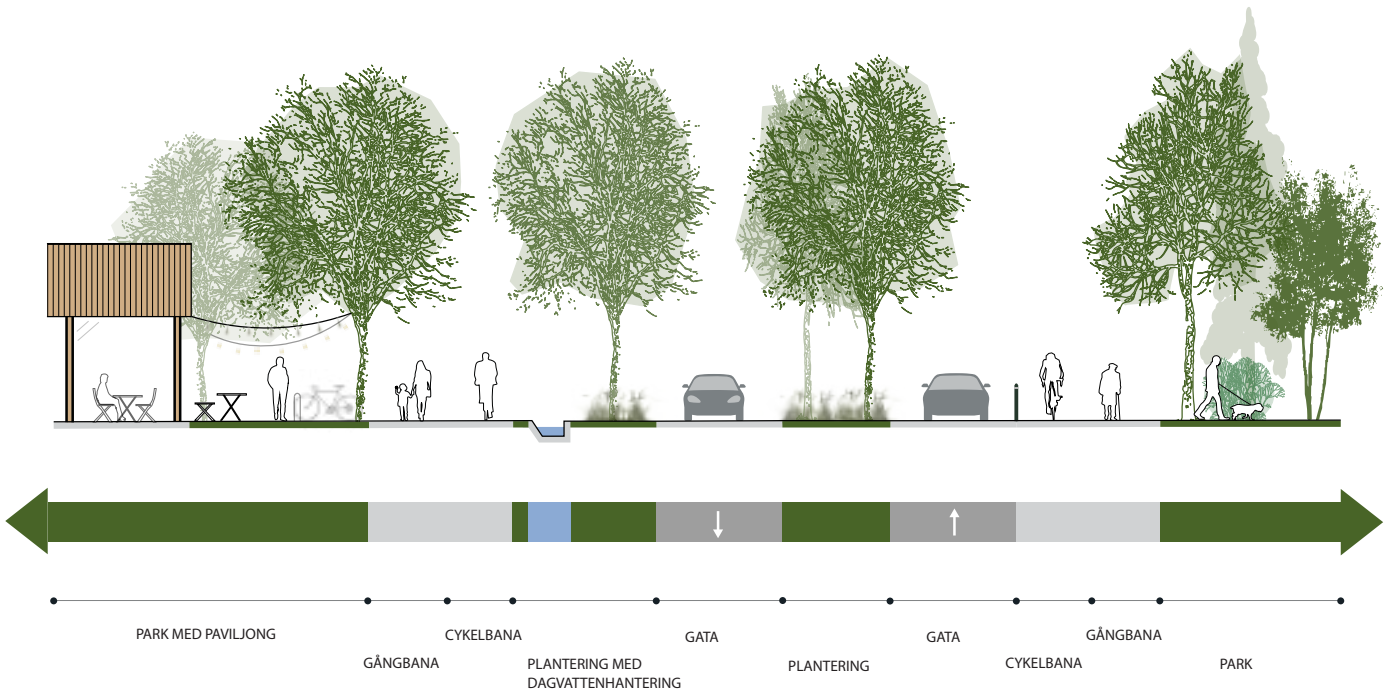 PARK MED PAVILJONG
GÅNGBANA
CYKELBANA
PLANTERING MED
DAGVATTENHANTERING
GATA
PLANTERING
GATA
CYKELBANA
GÅNGBANA
PARK